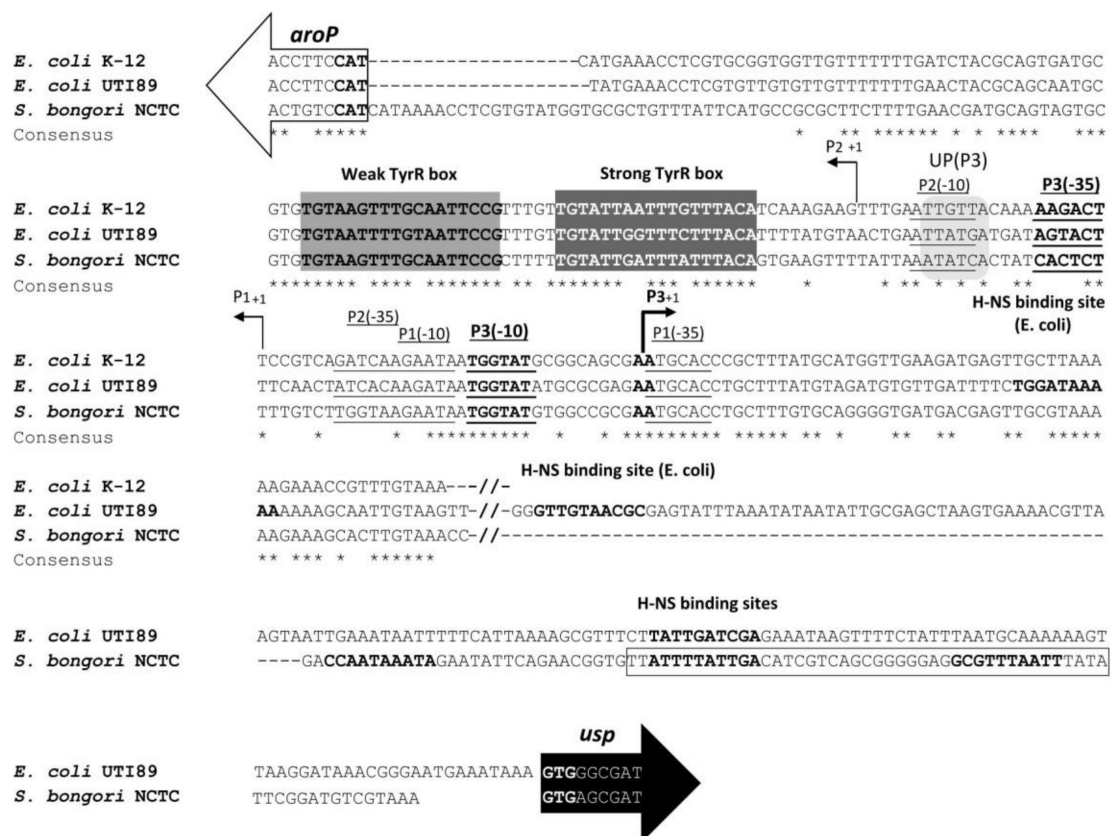 aroP
E. coli K-12 ACCTTCCAT-------------------CATGAAACCTCGTGCGGTGGTTGTTTTTTTGATCTACGCAGTGATGC
E. coli UTI89 ACCTTCCAT--------------------TATGAAACCTCGTGTTGTGTTGTTTTTTTGAACTACGCAGCAATGC
S. bongori NCTC ACTGTCCATCATAAAACCTCGTGTATGGTGCGCTGTTTATTCATGCCGCGCTTCTTTTGAACGATGCAGTAGTGC
Consensus ** ***** * ** ****** * * * ** ***
P2 +1 UP(P3)
Weak TyrR box Strong TyrR box P2(-10) P3(-35)
E. coli K-12 GTGTGTAAGTTTGCAATTCCGTTTGTTGTATTAATTTGTTTACATCAAAGAAGTTTGAATTGTTACAAAAAGACT
E. coli UTI89 GTGTGTAATTTTGTAATTCCGTTTGTTGTATTGGTTTCTTTACATTTTATGTAACTGAATTATGATGATAGTACT
S. bongori NCTC GTGTGTAAGTTTGCAATTCCGCTTTTTGTATTGATTTATTTACAGTGAAGTTTTATTAAATATCACTATCACTCT
Consensus ******** **** ******* ** ******* *** ****** * * ** * * * * **
H-NS binding site
(E. coli)
P1 +1 P2(-35) P1(-10) P3(-10) P3+1 P1(-35)
E. coli K-12 TCCGTCAGATCAAGAATAATGGTATGCGGCAGCGAATGCACCCGCTTTATGCATGGTTGAAGATGAGTTGCTTAAA
E. coli UTI89 TTCAACTATCACAAGATAATGGTATATGCGCGAGAATGCACCTGCTTTATGTAGATGTGTTGATTTTCTGGATAAA
S. bongori NCTC TTTGTCTTGGTAAGAATAATGGTATGTGGCCGCGAATGCACCTGCTTTGTGCAGGGGTGATGACGAGTTGCGTAAA
Consensus * * * ********* * * ******** ***** ** * ** ** ** * ****
H-NS binding site (E. coli)
E. coli K-12 AAGAAACCGTTTGTAAA---//-
E. coli UTI89 AAAAAAGCAATTGTAAGTT-//-GGGTTGTAACGCGAGTATTTAAATATAATATTGCGAGCTAAGTGAAAACGTTA
S. bongori NCTC AAGAAAGCACTTGTAAACC-//------------------------------------------------------
Consensus ** *** * ******
H-NS binding sites
E. coli UTI89 AGTAATTGAAATAATTTTTCATTAAAAGCGTTTCTTATTGATCGAGAAATAAGTTTTCTATTTAATGCAAAAAAGT
S. bongori NCTC ----GACCAATAAATAGAATATTCAGAACGGTGTTATTTTATTGACATCGTCAGCGGGGGAGGCGTTTAATTTATA
usp
E. coli UTI89 TAAGGATAAACGGGAATGAAATAAA GTGGGCGAT
S. bongori NCTC TTCGGATGTCGTAAA GTGAGCGAT